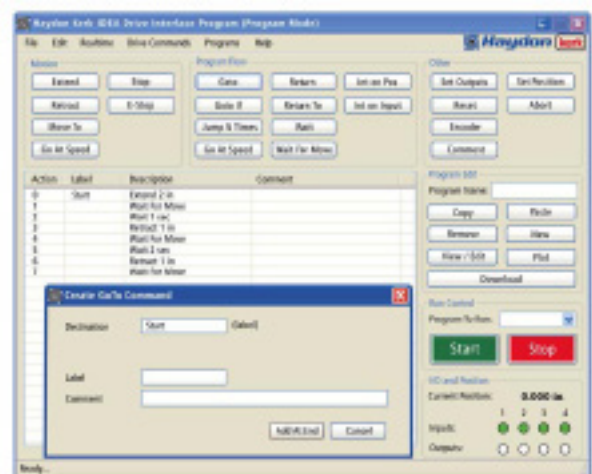 Haydon Kerk IDEA Drive Interface Program (Program Mode)
File Edit Realtime Drive Commands Programs Help
Haydon kerk
Motion
Program Flow
Other
Extend Stop Goto Return Int on Pos Set Outputs Set Position
Retract E-Stop Goto If Return To Int on Input Reset Abort
Move To Jump N Times Wait Encoder
Go At Speed Go At Speed Wait For Move Comment
Action Label Description Comment
0 Start Extend 2 in
1 Wait For Move
2 Wait 1 sec
3 Retract 1 in
4 Wait For Move
5 Wait 2 sec
6 Retract 1 in
7 Wait For Move
Program Edit
Program Name:
Copy Paste
Remove New
View / Edit Plot
Download
Create GoTo Command
Destination Start (label)
Label
Comment
Add At End Cancel
Run Control
Program To Run:
Start Stop
I/O and Position
Current Position: 0.000 in
1 2 3 4
Inputs:
Outputs:
Ready...